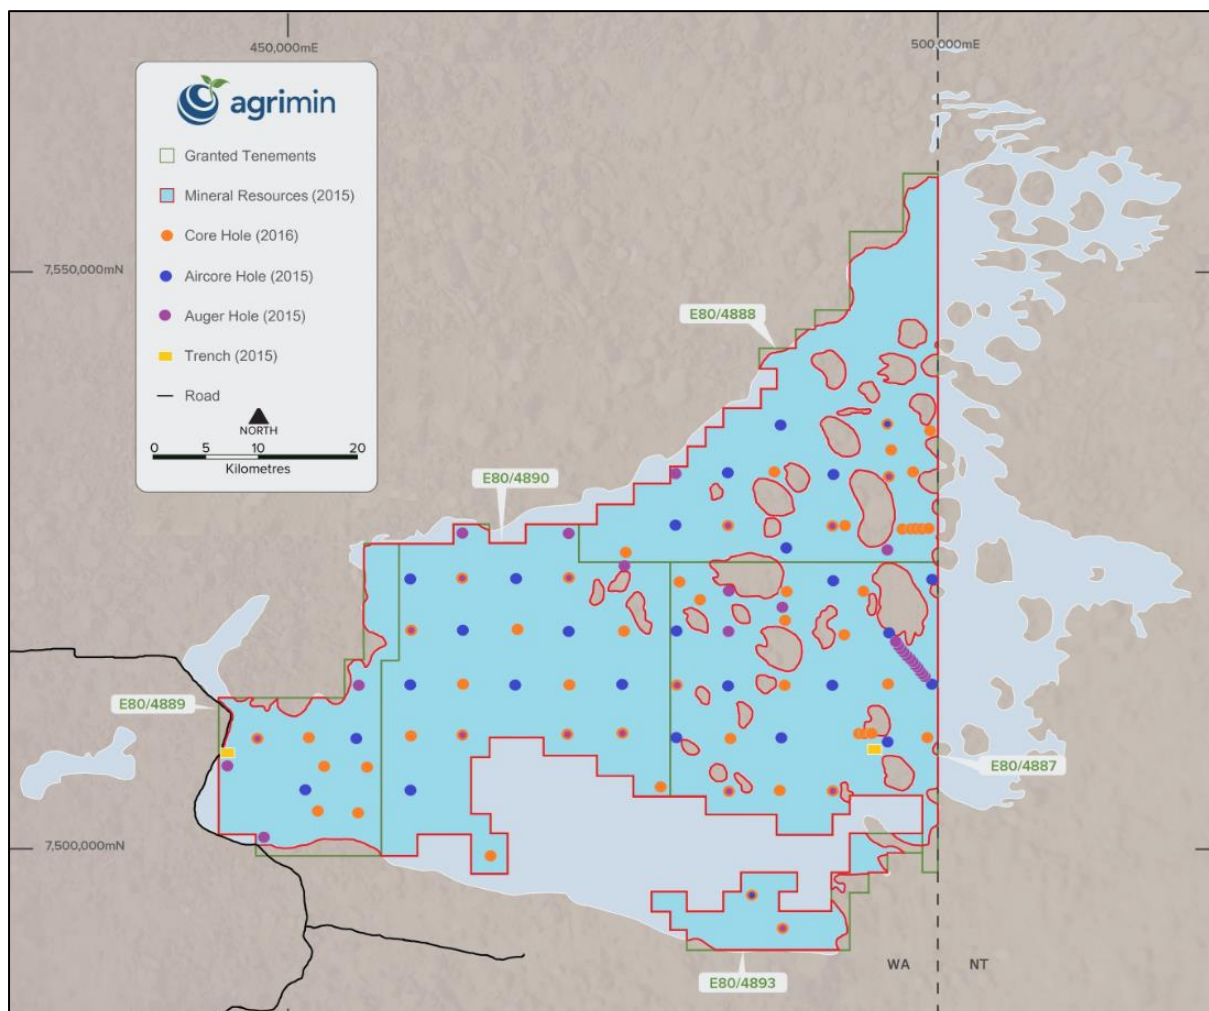 450,000mE
500,000mE
agrimin
Granted Tenements
Mineral Resources (2015)
Core Hole (2016)
Aircore Hole (2015)
Auger Hole (2015)
Trench (2015)
Road
NORTH
0 5 10 20
Kilometres
7,550,000mN
E80/4888
E80/4890
E80/4889
E80/4887
7,500,000mN
WA NT
E80/4893